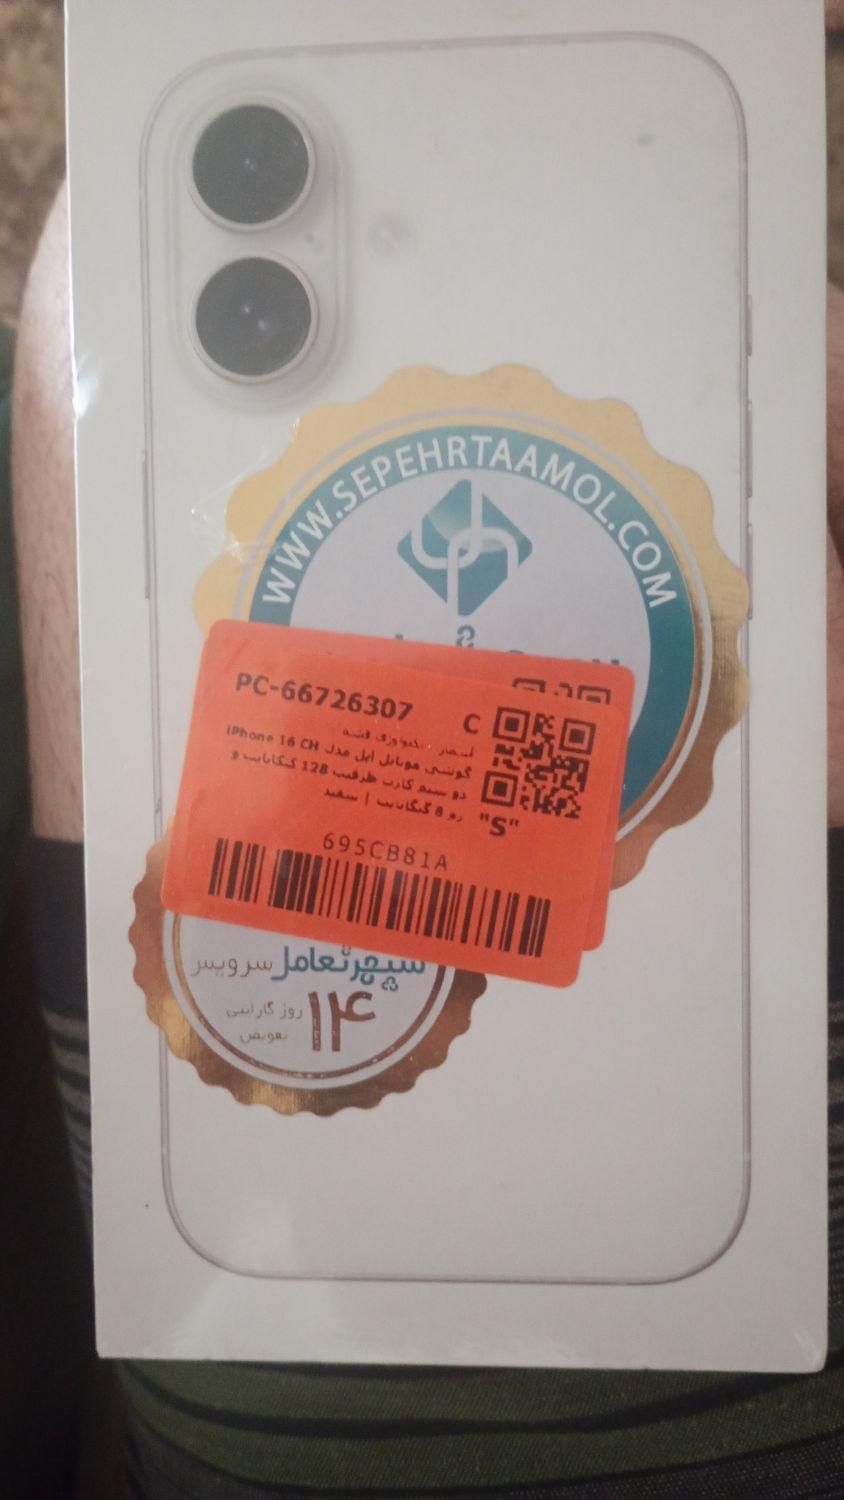 WWW.SEPEHRTAAMOL.COM
PC-66726307
C
گوشی موبایل اپل مدل iPhone 16 CH
دو سیم کارت ظرفیت 128 گیگابایت و
رم 8 گیگابایت | سفید
"S"
695CB81A
سپهر تعامل سرویس
۱۴ روز گارانتی
تعویض